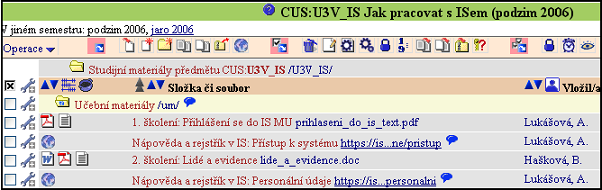 CUS:U3V_IS Jak pracovat s ISem (podzim 2006)
V jiném semestru: podzim 2006, jaro 2006
Operace
Studijní materiály předmětu CUS:U3V_IS /U3V_IS/
Složka či soubor Vložil/a
Učební materiály /um/
1. školení: Přihlášení se do IS MU prihlaseni_do_is_text.pdf Lukášová, A.
Nápověda a rejstřík v IS: Přístup k systému https://is...ne/pristup Lukášová, A.
2. školení: Lidé a evidence lide_a_evidence.doc Hašková, B.
Nápověda a rejstřík v IS: Personální údaje https://is...personalni Lukášová, A.